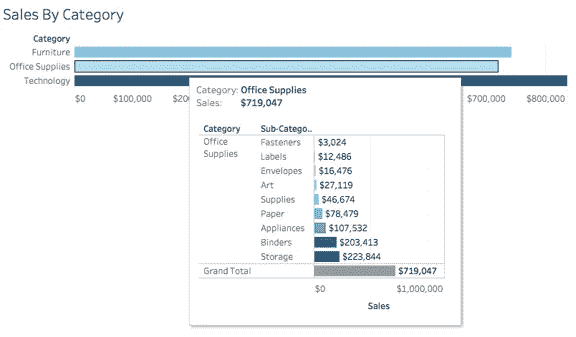 Sales By Category
Category
Furniture
Office Supplies
Technology
$0 $100,000 $20 $700,000 $800,000
Category: Office Supplies
Sales: $719,047
Category Sub-Catego..
Office Supplies
Fasteners $3,024
Labels $12,486
Envelopes $16,476
Art $27,119
Supplies $46,674
Paper $78,479
Appliances $107,532
Binders $203,413
Storage $223,844
Grand Total $719,047
$0 $1,000,000
Sales